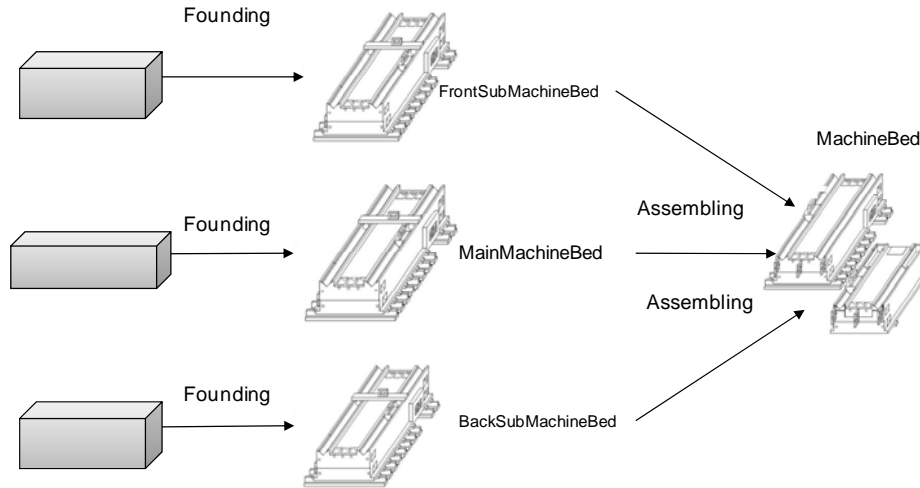 Founding
FrontSubMachineBed
MachineBed
Founding
Assembling
MainMachineBed
Assembling
Founding
BackSubMachineBed